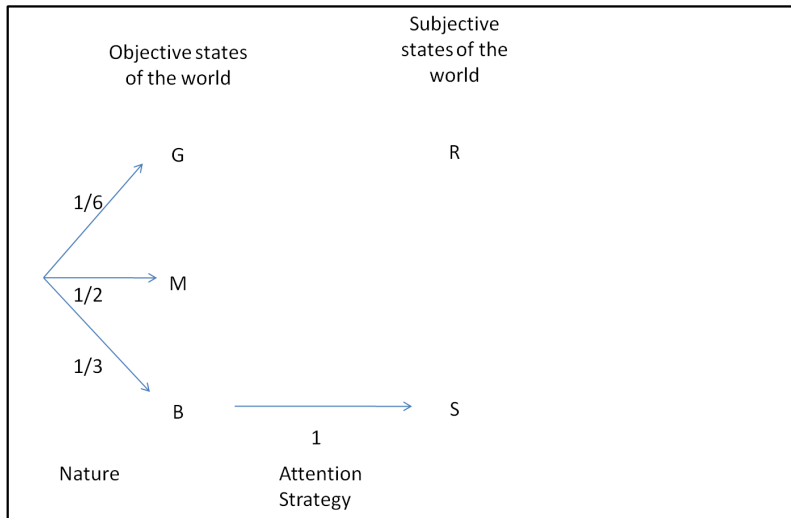 Objective states
of the world
Subjective
states of the
world
G
R
1/6
M
1/2
1/3
B
S
1
Nature
Attention
Strategy